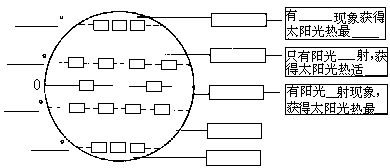 有____现象获得
太阳光热最____
只有阳光__射,获
得太阳光热适__
0
有阳光__射现象,
获得太阳光热最__